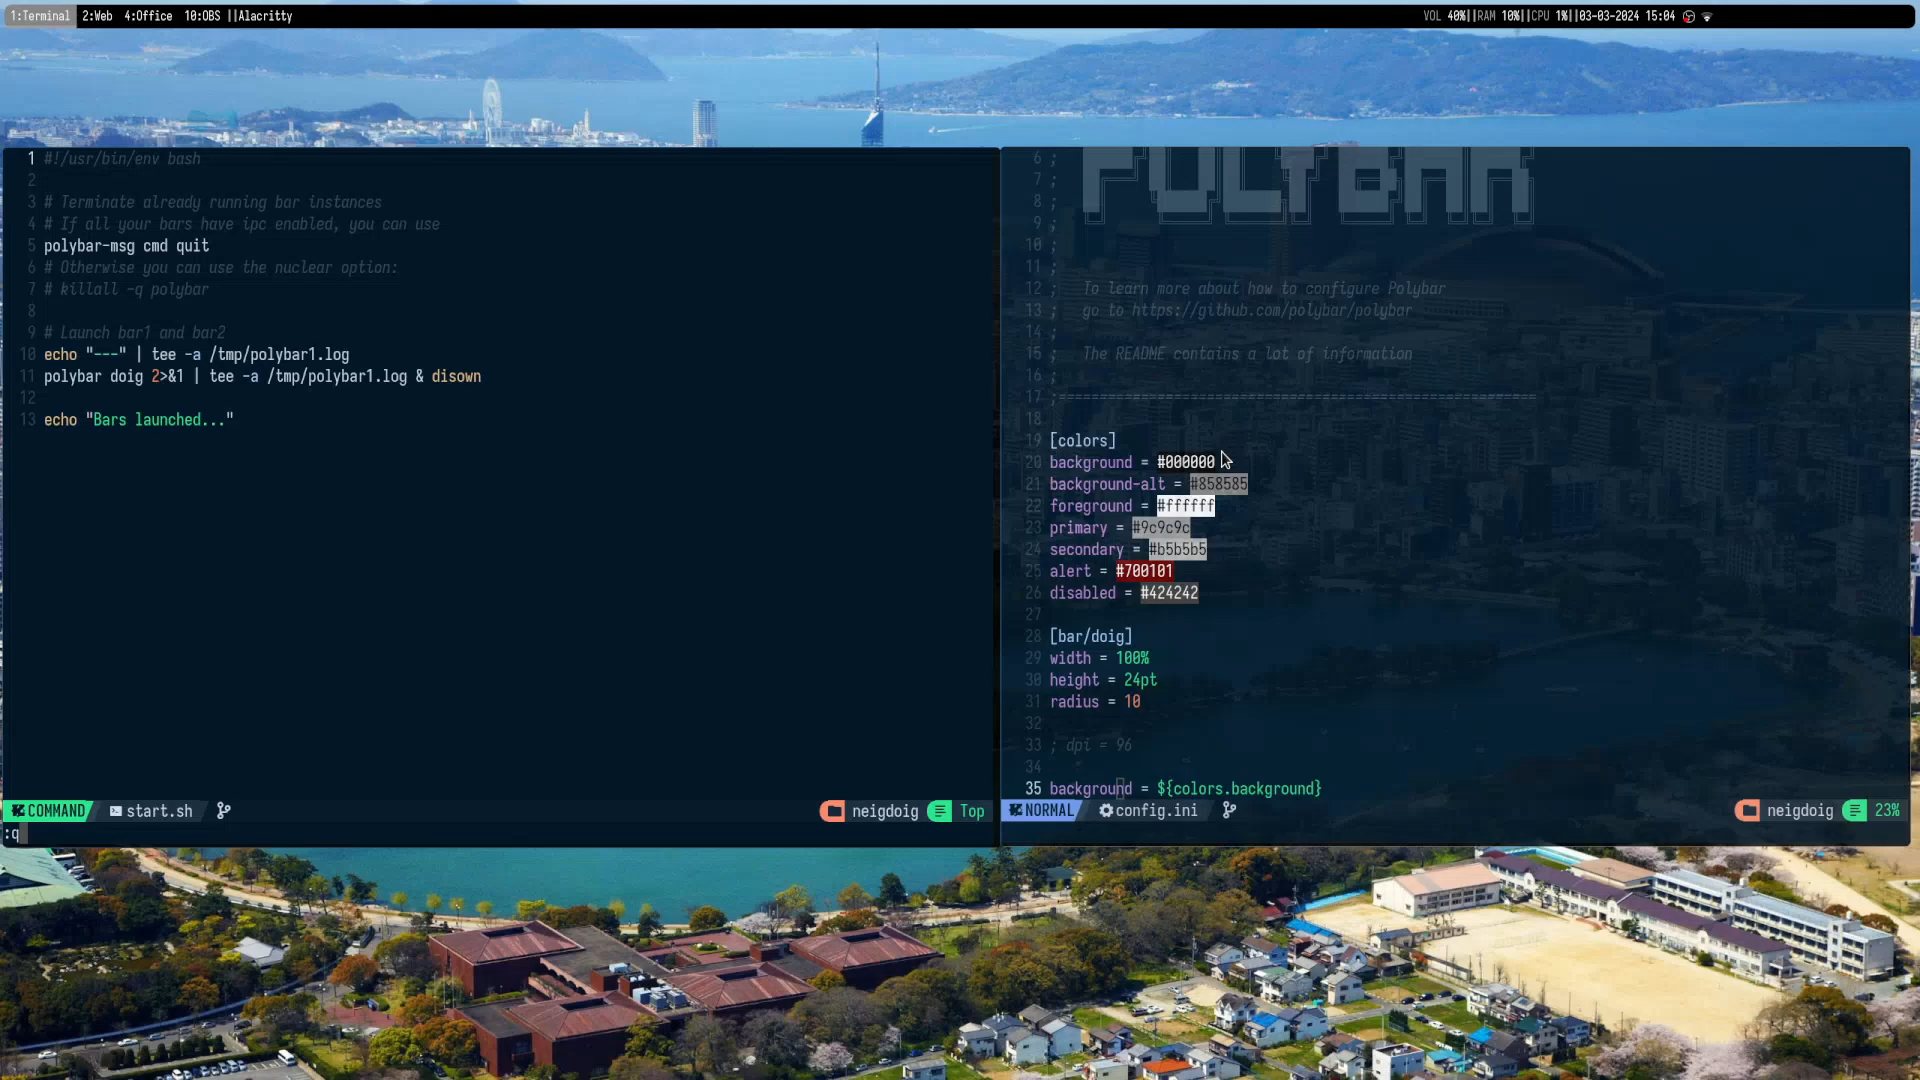 1:Terminal 2:Web 4:Office 10:OBS ||Alacritty
VOL 40%||RAM 10%||CPU 1%||03-03-2024 15:04
1 #!/usr/bin/env bash
2
3 # Terminate already running bar instances
4 # If all your bars have ipc enabled, you can use
5 polybar-msg cmd quit
6 # Otherwise you can use the nuclear option:
7 # killall -q polybar
8
9 # Launch bar1 and bar2
10 echo "---" | tee -a /tmp/polybar1.log
11 polybar doig 2>&1 | tee -a /tmp/polybar1.log & disown
12
13 echo "Bars launched..."
COMMAND start.sh neigdoig Top
:q
POLYBAR
6 ;
7 ;
8 ;
9 ;
10 ;
11 ;
12 ; To learn more about how to configure Polybar
13 ; go to https://github.com/polybar/polybar
14 ;
15 ; The README contains a lot of information
16 ;
17 ;==========================================================
18
19 [colors]
20 background = #000000
21 background-alt = #858585
22 foreground = #ffffff
23 primary = #9c9c9c
24 secondary = #b5b5b5
25 alert = #700101
26 disabled = #424242
27
28 [bar/doig]
29 width = 100%
30 height = 24pt
31 radius = 10
32
33 ; dpi = 96
34
35 background = ${colors.background}
NORMAL config.ini neigdoig 23%